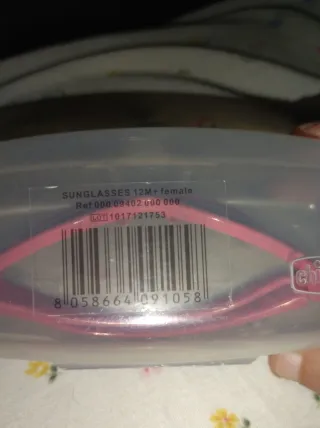 SUNGLASSES 12M+ female
Ref 000 09402 000 000
LOT 1017121753
8 058664 091058